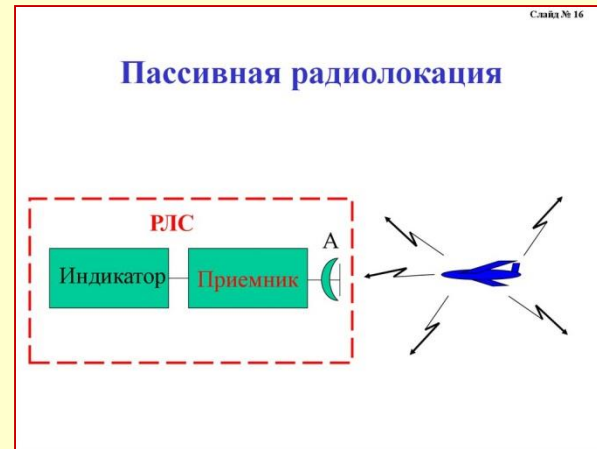 Слайд № 16
Пассивная радиолокация
РЛС
А
Индикатор
Приемник